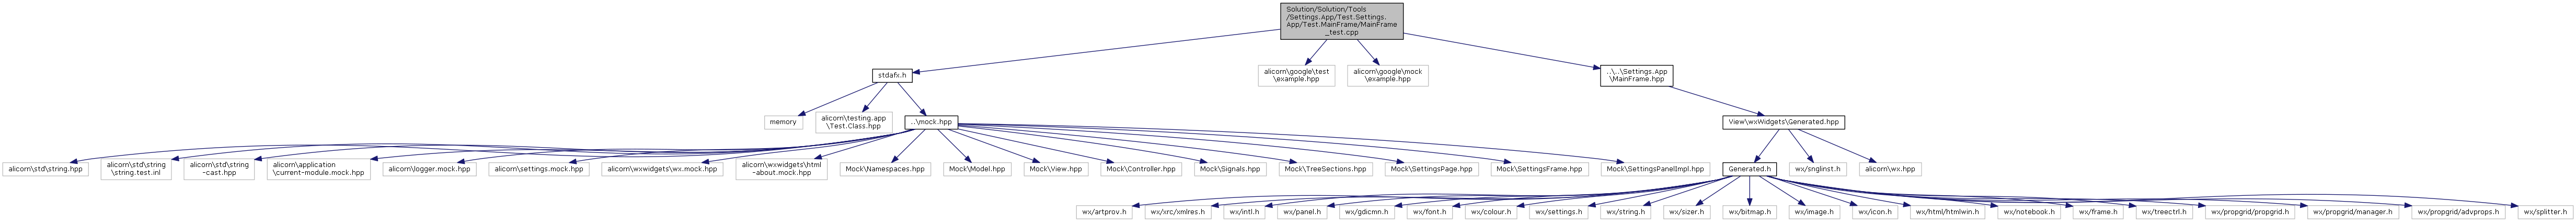 Solution/Solution/Tools
/Settings.App/Test.Settings.
App/Test.MainFrame/MainFrame
_test.cpp
stdafx.h
alicorn\google\test
\example.hpp
alicorn\google\mock
\example.hpp
..\..\Settings.App
\MainFrame.hpp
memory
alicorn\testing.app
\Test.Class.hpp
..\mock.hpp
View\wxWidgets\Generated.hpp
alicorn\std\string.hpp
alicorn\std\string
\string.test.inl
alicorn\std\string
-cast.hpp
alicorn\application
\current-module.mock.hpp
alicorn\logger.mock.hpp
alicorn\settings.mock.hpp
alicorn\wxwidgets\wx.mock.hpp
alicorn\wxwidgets\html
-about.mock.hpp
Mock\Namespaces.hpp
Mock\Model.hpp
Mock\View.hpp
Mock\Controller.hpp
Mock\Signals.hpp
Mock\TreeSections.hpp
Mock\SettingsPage.hpp
Mock\SettingsFrame.hpp
Mock\SettingsPanelImpl.hpp
Generated.h
wx/snglinst.h
alicorn\wx.hpp
wx/artprov.h
wx/xrc/xmlres.h
wx/intl.h
wx/panel.h
wx/gdicmn.h
wx/font.h
wx/colour.h
wx/settings.h
wx/string.h
wx/sizer.h
wx/bitmap.h
wx/image.h
wx/icon.h
wx/html/htmlwin.h
wx/notebook.h
wx/frame.h
wx/treectrl.h
wx/propgrid/propgrid.h
wx/propgrid/manager.h
wx/propgrid/advprops.h
wx/splitter.h